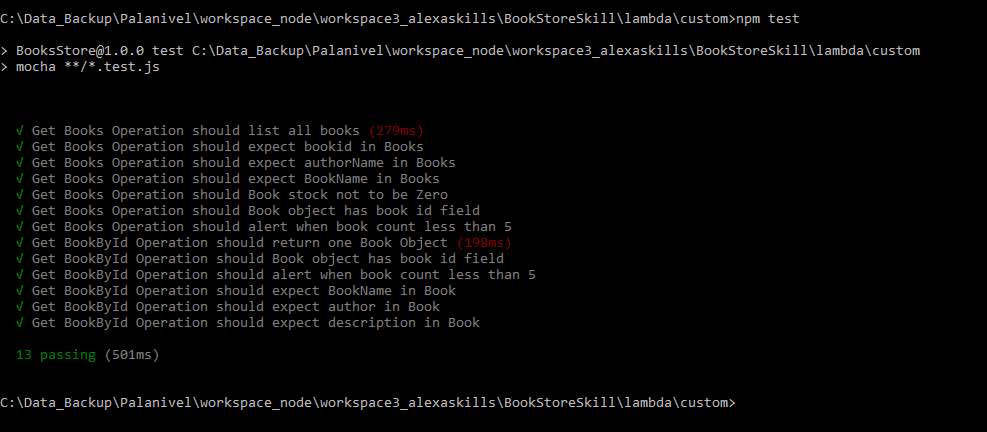 C:\Data_Backup\Palanivel\workspace_node\workspace3_alexaskills\BookStoreSkill\lambda\custom>npm test
> BooksStore@1.0.0 test C:\Data_Backup\Palanivel\workspace_node\workspace3_alexaskills\BookStoreSkill\lambda\custom
> mocha **/*.test.js
√ Get Books Operation should list all books (279ms)
√ Get Books Operation should expect bookid in Books
√ Get Books Operation should expect authorName in Books
√ Get Books Operation should expect BookName in Books
√ Get Books Operation should Book stock not to be Zero
√ Get Books Operation should Book object has book id field
√ Get Books Operation should alert when book count less than 5
√ Get BookById Operation should return one Book Object (198ms)
√ Get BookById Operation should Book object has book id field
√ Get BookById Operation should alert when book count less than 5
√ Get BookById Operation should expect BookName in Book
√ Get BookById Operation should expect author in Book
√ Get BookById Operation should expect description in Book
13 passing (501ms)
C:\Data_Backup\Palanivel\workspace_node\workspace3_alexaskills\BookStoreSkill\lambda\custom>